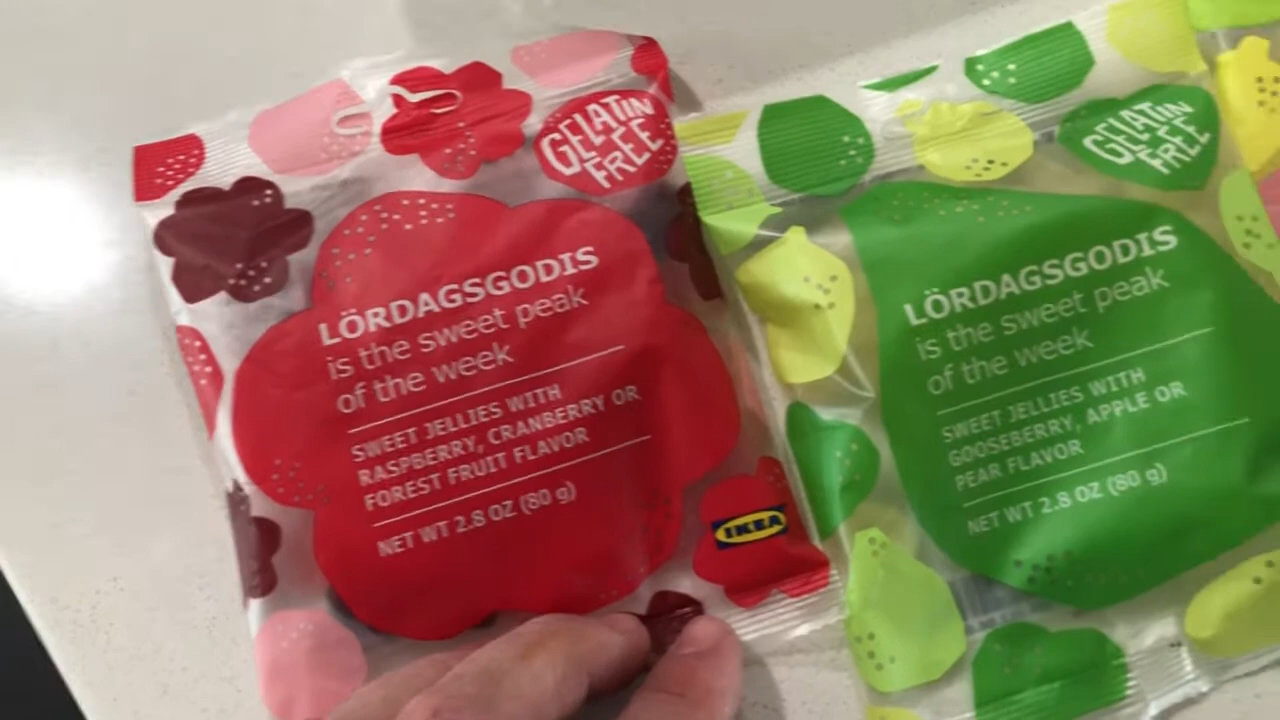 GELATIN
FREE
LÖRDAGSGODIS
is the sweet peak
of the week
SWEET JELLIES WITH
RASPBERRY, CRANBERRY OR
FOREST FRUIT FLAVOR
NET WT 2.8 OZ (80 g)
IKEA
GELATIN
FREE
LÖRDAGSGODIS
is the sweet peak
of the week
SWEET JELLIES WITH
GOOSEBERRY, APPLE OR
PEAR FLAVOR
NET WT 2.8 OZ (80 g)